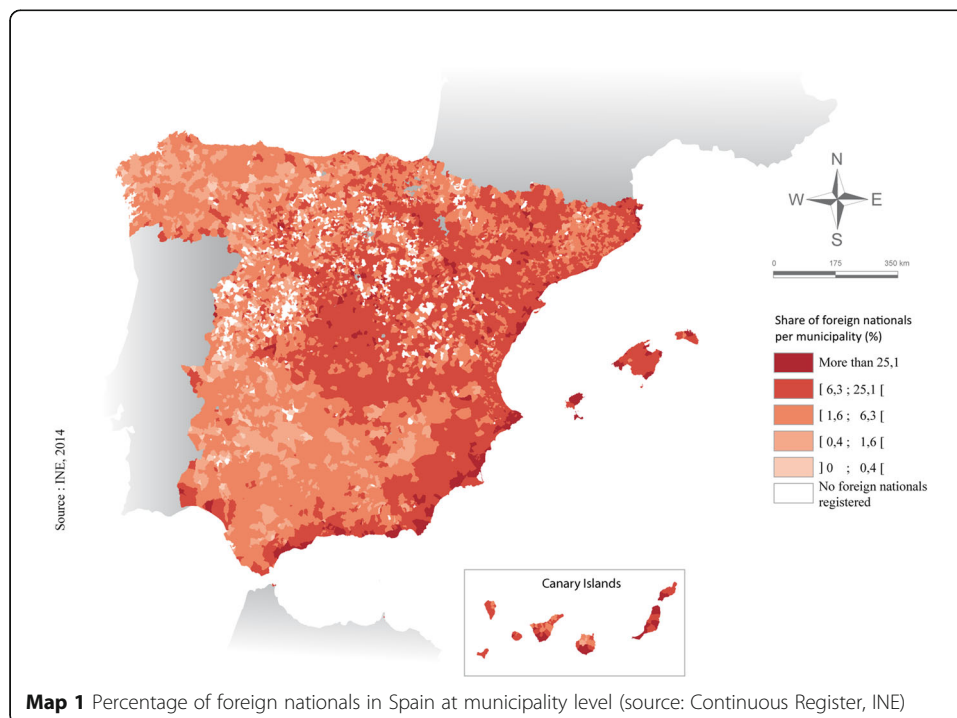 N
W E
S
0 175 350 km
Share of foreign nationals
per municipality (%)
More than 25,1
[ 6,3 ; 25,1 [
[ 1,6 ; 6,3 [
[ 0,4 ; 1,6 [
] 0 ; 0,4 [
No foreign nationals
registered
Source : INE, 2014
Canary Islands
Map 1 Percentage of foreign nationals in Spain at municipality level (source: Continuous Register, INE)